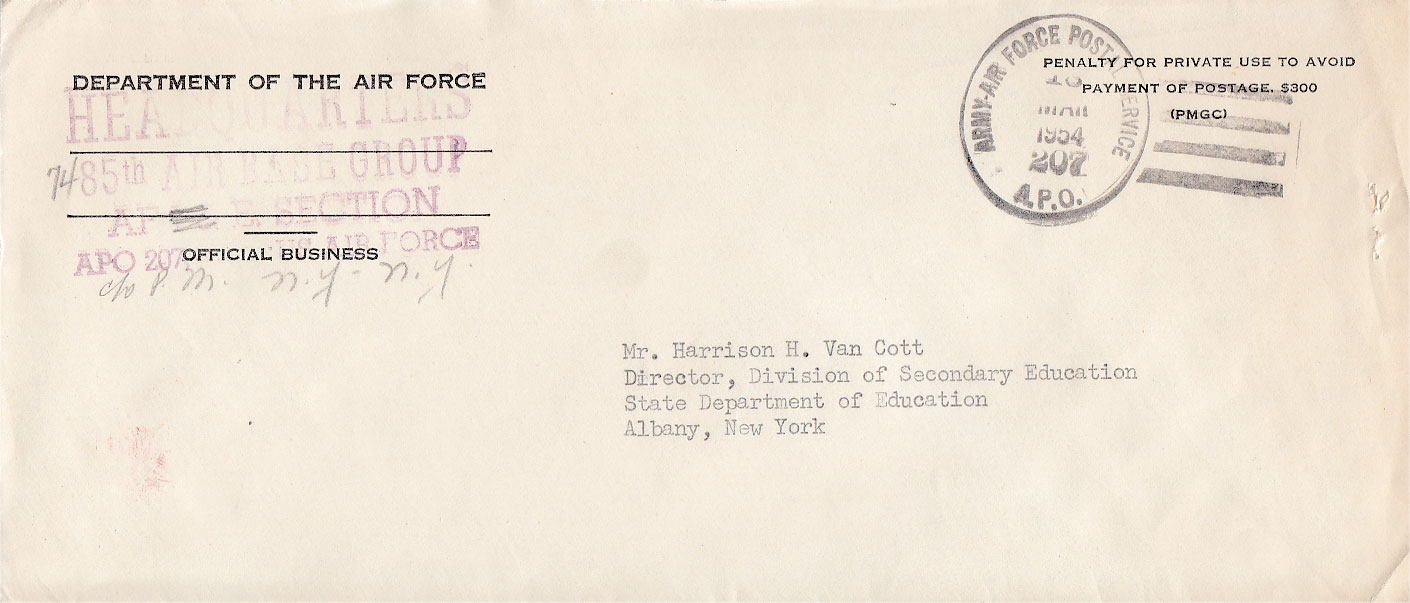 DEPARTMENT OF THE AIR FORCE
HEADQUARTERS
7485th AIR BASE GROUP
AF SECTION
APO 207 US AIR FORCE
OFFICIAL BUSINESS
N.Y. N.Y.
ARMY-AIR FORCE POSTAL SERVICE
MAR
1954
207
A.P.O.
PENALTY FOR PRIVATE USE TO AVOID
PAYMENT OF POSTAGE, $300
(PMGC)
Mr. Harrison H. Van Cott
Director, Division of Secondary Education
State Department of Education
Albany, New York